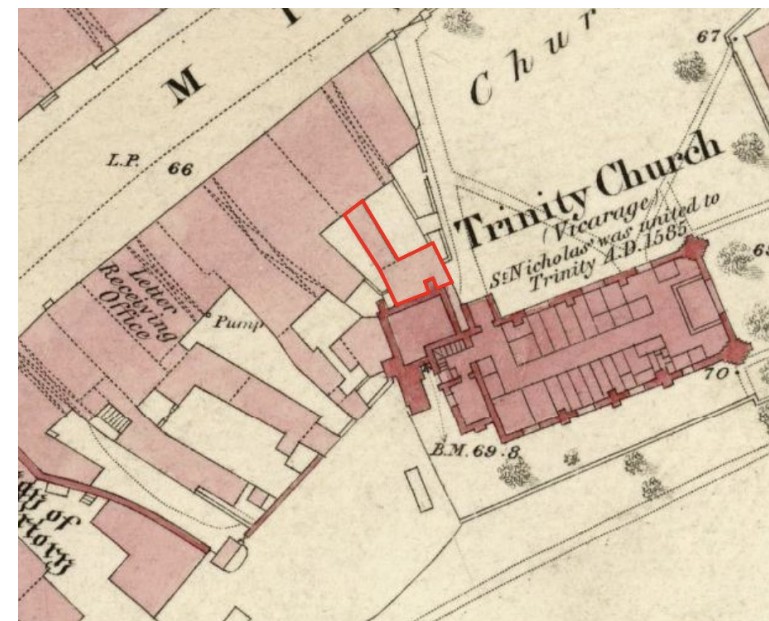 M I
Chur
67
L.P. 66
Trinity Church
(Vicarage)
St Nicholas' was united to
Trinity A.D. 1585
Letter
Receiving
Office
Pump
70
B.M. 69.8
of